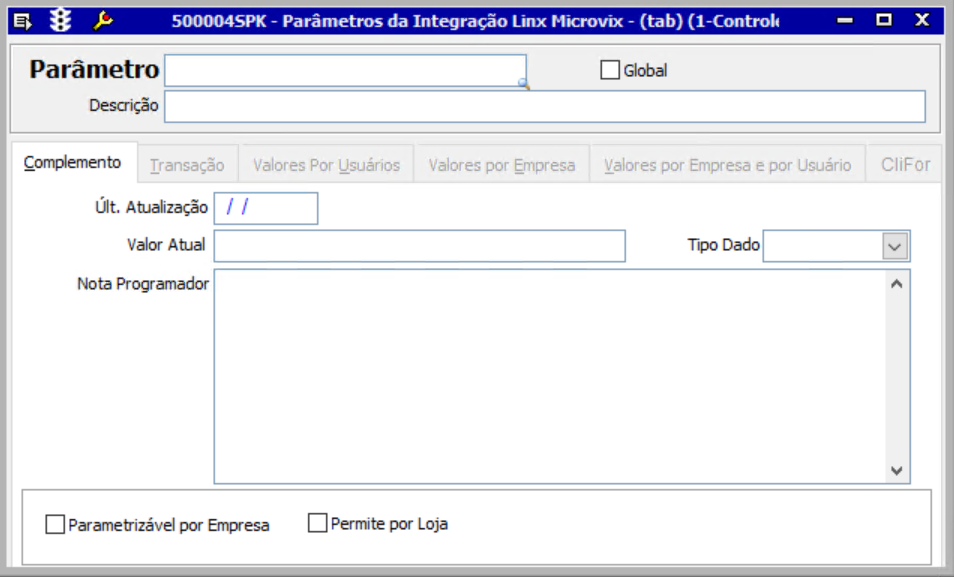 500004SPK - Parâmetros da Integração Linx Microvix - (tab) (1-Control
Parâmetro
Global
Descrição
Complemento Transação Valores Por Usuários Valores por Empresa Valores por Empresa e por Usuário CliFor
Últ. Atualização / /
Valor Atual
Tipo Dado
Nota Programador
Parametrizável por Empresa
Permite por Loja